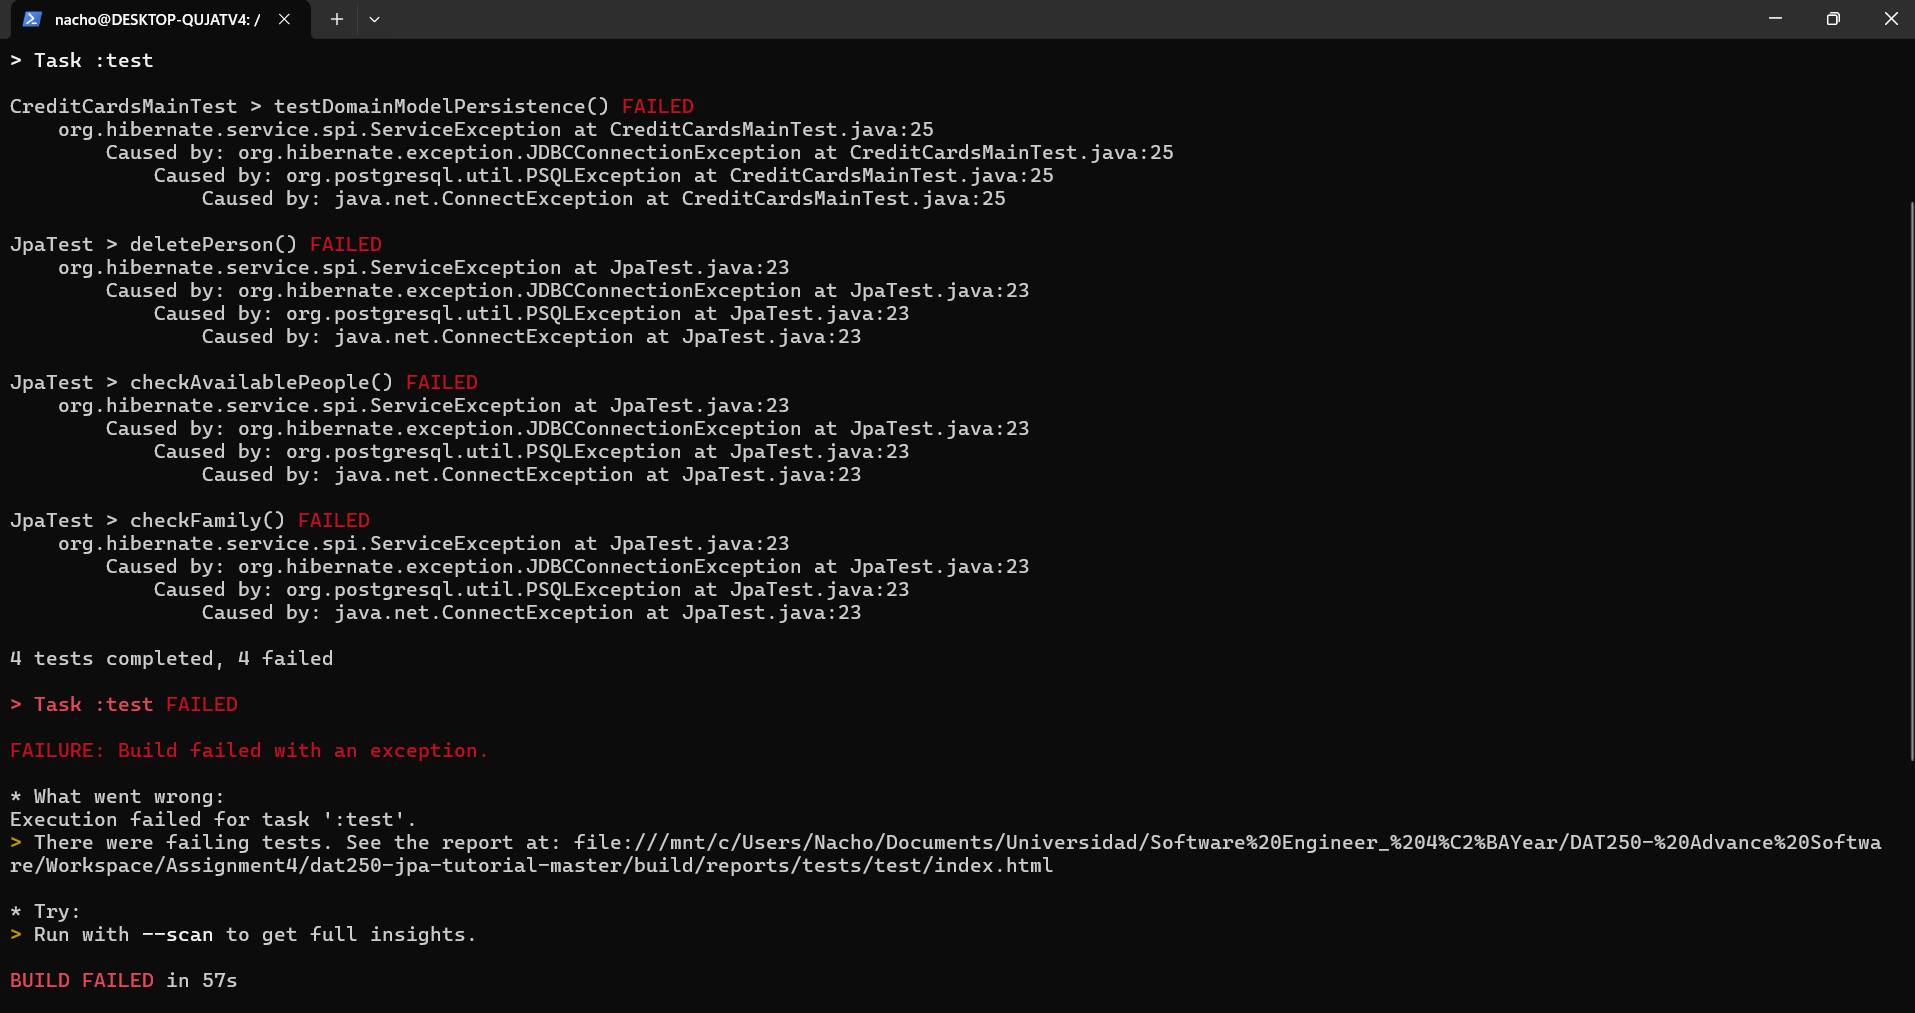 nacho@DESKTOP-QUJATV4: /
> Task :test
CreditCardsMainTest > testDomainModelPersistence() FAILED
    org.hibernate.service.spi.ServiceException at CreditCardsMainTest.java:25
        Caused by: org.hibernate.exception.JDBCConnectionException at CreditCardsMainTest.java:25
            Caused by: org.postgresql.util.PSQLException at CreditCardsMainTest.java:25
                Caused by: java.net.ConnectException at CreditCardsMainTest.java:25
JpaTest > deletePerson() FAILED
    org.hibernate.service.spi.ServiceException at JpaTest.java:23
        Caused by: org.hibernate.exception.JDBCConnectionException at JpaTest.java:23
            Caused by: org.postgresql.util.PSQLException at JpaTest.java:23
                Caused by: java.net.ConnectException at JpaTest.java:23
JpaTest > checkAvailablePeople() FAILED
    org.hibernate.service.spi.ServiceException at JpaTest.java:23
        Caused by: org.hibernate.exception.JDBCConnectionException at JpaTest.java:23
            Caused by: org.postgresql.util.PSQLException at JpaTest.java:23
                Caused by: java.net.ConnectException at JpaTest.java:23
JpaTest > checkFamily() FAILED
    org.hibernate.service.spi.ServiceException at JpaTest.java:23
        Caused by: org.hibernate.exception.JDBCConnectionException at JpaTest.java:23
            Caused by: org.postgresql.util.PSQLException at JpaTest.java:23
                Caused by: java.net.ConnectException at JpaTest.java:23
4 tests completed, 4 failed
> Task :test FAILED
FAILURE: Build failed with an exception.
* What went wrong:
Execution failed for task ':test'.
> There were failing tests. See the report at: file:///mnt/c/Users/Nacho/Documents/Universidad/Software%20Engineer_%204%C2%BAYear/DAT250-%20Advance%20Softwa
re/Workspace/Assignment4/dat250-jpa-tutorial-master/build/reports/tests/test/index.html
* Try:
> Run with --scan to get full insights.
BUILD FAILED in 57s